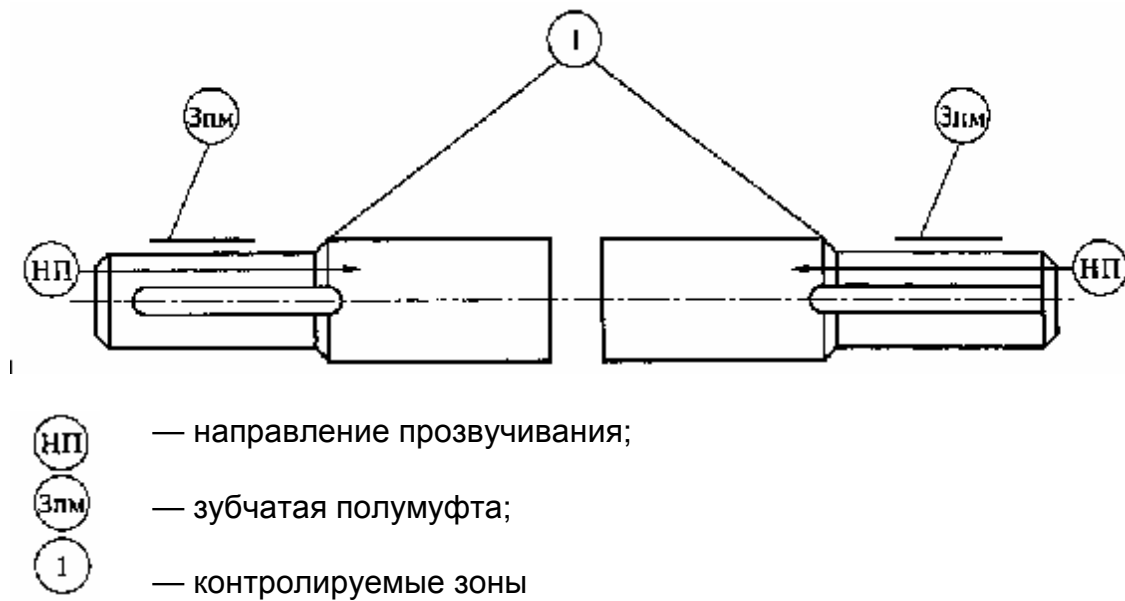 1
Зпм
Зпм
НП
НП
НП — направление прозвучивания;
Зпм — зубчатая полумуфта;
1 — контролируемые зоны